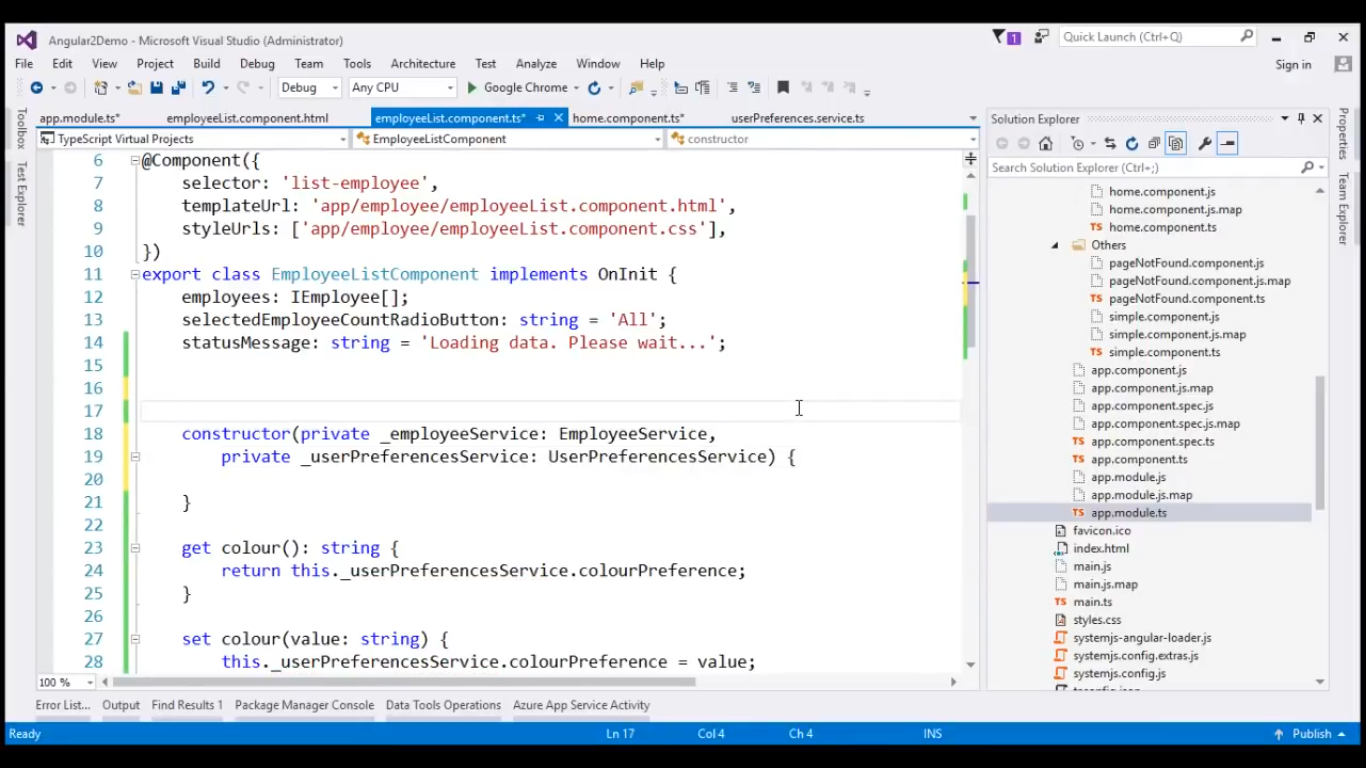 Angular2Demo - Microsoft Visual Studio (Administrator)
1
Quick Launch (Ctrl+Q)
File Edit View Project Build Debug Team Tools Architecture Test Analyze Window Help
Sign in
Debug Any CPU Google Chrome
Toolbox
Test Explorer
app.module.ts* employeeList.component.html employeeList.component.ts* home.component.ts* userPreferences.service.ts
TypeScript Virtual Projects EmployeeListComponent constructor
6 @Component({
7 selector: 'list-employee',
8 templateUrl: 'app/employee/employeeList.component.html',
9 styleUrls: ['app/employee/employeeList.component.css'],
10 })
11 export class EmployeeListComponent implements OnInit {
12 employees: IEmployee[];
13 selectedEmployeeCountRadioButton: string = 'All';
14 statusMessage: string = 'Loading data. Please wait...';
15
16
17
18 constructor(private _employeeService: EmployeeService,
19 private _userPreferencesService: UserPreferencesService) {
20
21 }
22
23 get colour(): string {
24 return this._userPreferencesService.colourPreference;
25 }
26
27 set colour(value: string) {
28 this._userPreferencesService.colourPreference = value;
100 %
Solution Explorer
Search Solution Explorer (Ctrl+;)
home.component.js
home.component.js.map
TS home.component.ts
Others
pageNotFound.component.js
pageNotFound.component.js.map
TS pageNotFound.component.ts
simple.component.js
simple.component.js.map
TS simple.component.ts
app.component.js
app.component.js.map
app.component.spec.js
app.component.spec.js.map
TS app.component.spec.ts
TS app.component.ts
app.module.js
app.module.js.map
TS app.module.ts
favicon.ico
index.html
main.js
main.js.map
TS main.ts
styles.css
systemjs-angular-loader.js
systemjs.config.extras.js
systemjs.config.js
Properties
Team Explorer
Error List... Output Find Results 1 Package Manager Console Data Tools Operations Azure App Service Activity
Ready Ln 17 Col 4 Ch 4 INS Publish